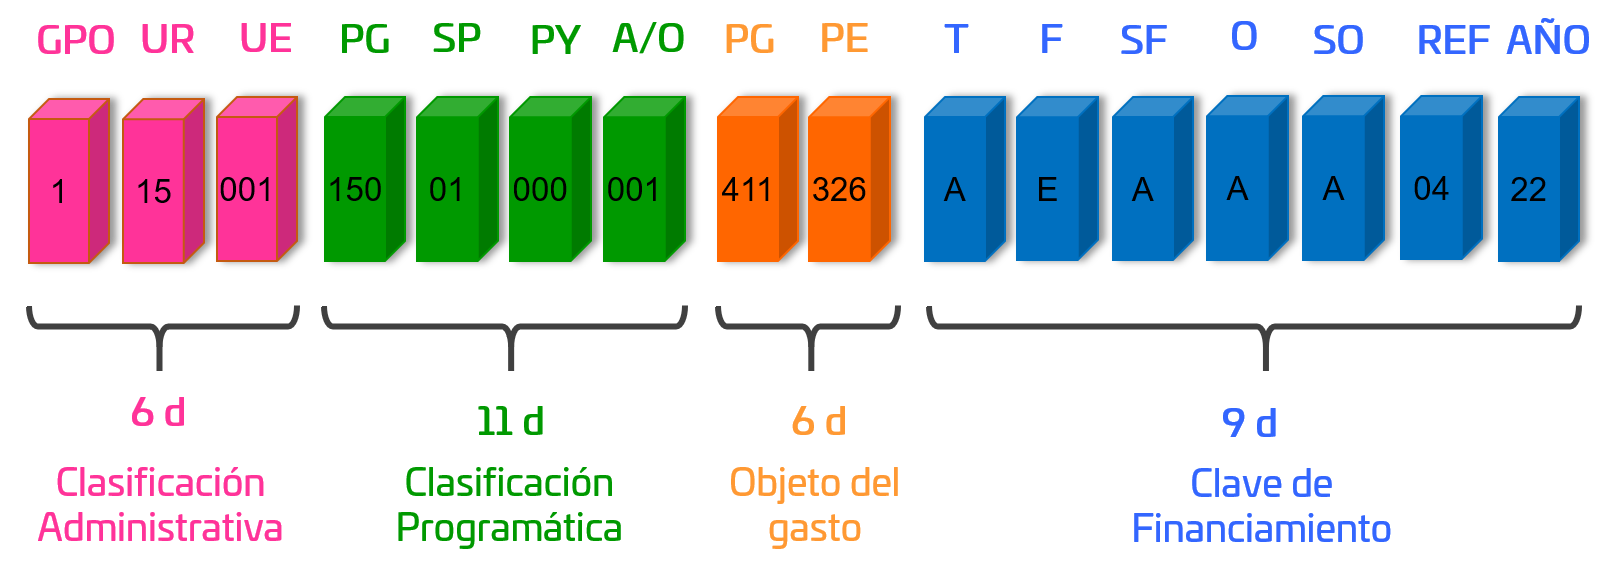 GPO UR UE PG SP PY A/O PG PE T F SF O SO REF AÑO
1 15 001 150 01 000 001 411 326 A E A A A 04 22
6 d 11 d 6 d 9 d
Clasificación Clasificación Objeto del Clave de
Administrativa Programática gasto Financiamiento